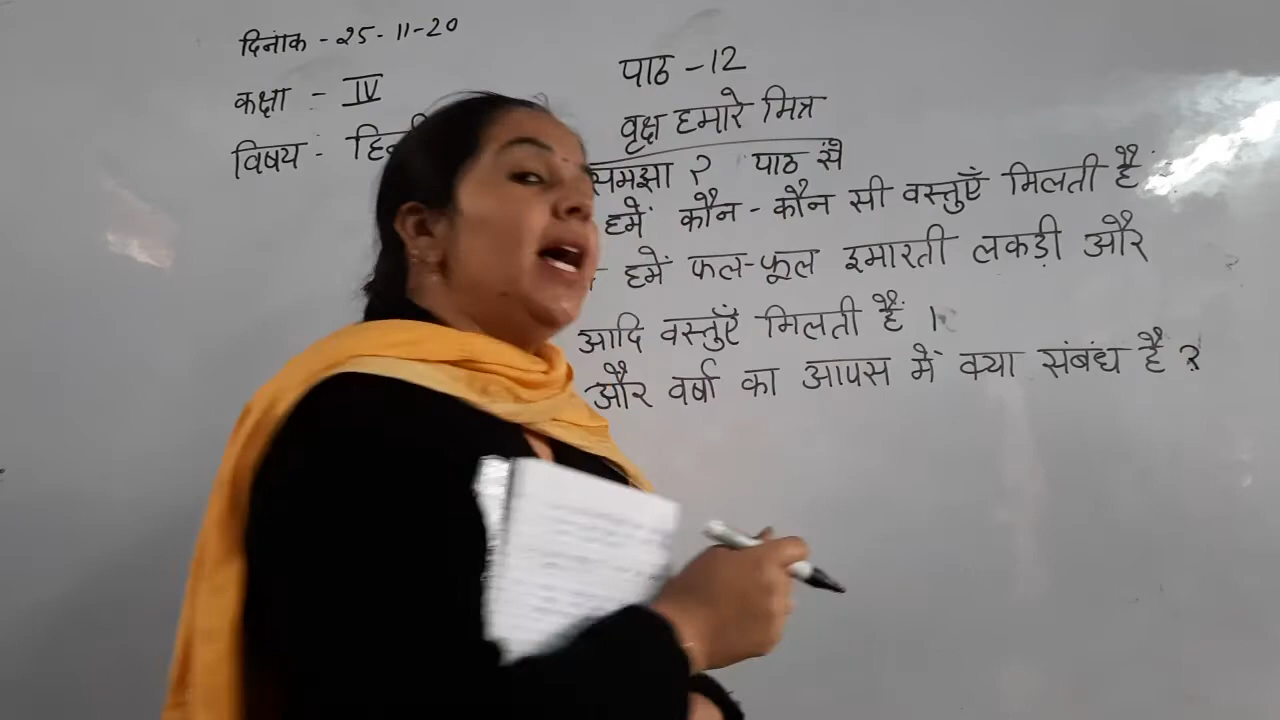 दिनांक - 25-11-20
कक्षा - IV
विषय -
पाठ - 12
वृक्ष हमारे मित्र
समझा ? पाठ से
हमें कौन - कौन सी वस्तुएँ मिलती हैं
हमें फल-फूल इमारती लकड़ी और
आदि वस्तुएँ मिलती हैं ।
और वर्षा का आपस में क्या संबंध है ?